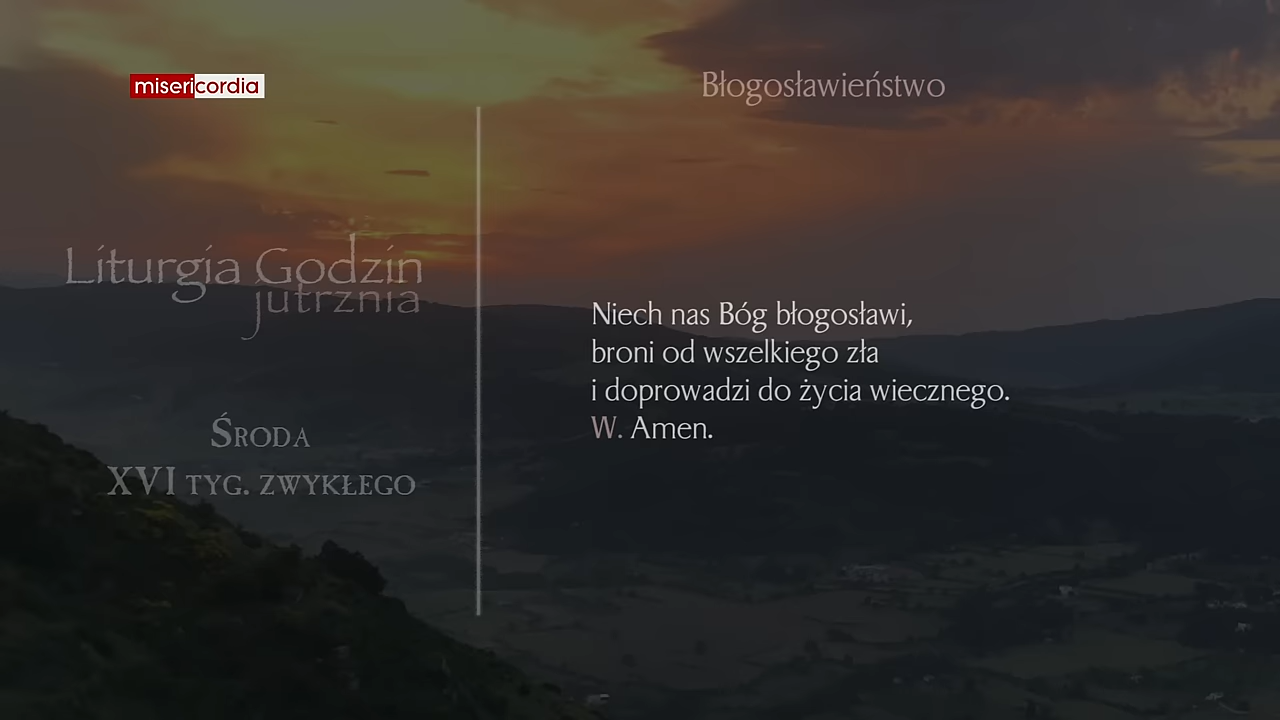 misericordia
Błogosławieństwo
Liturgia Godzin
jutrznia
Środa
XVI tyg. zwykłego
Niech nas Bóg błogosławi,
broni od wszelkiego zła
i doprowadzi do życia wiecznego.
W. Amen.